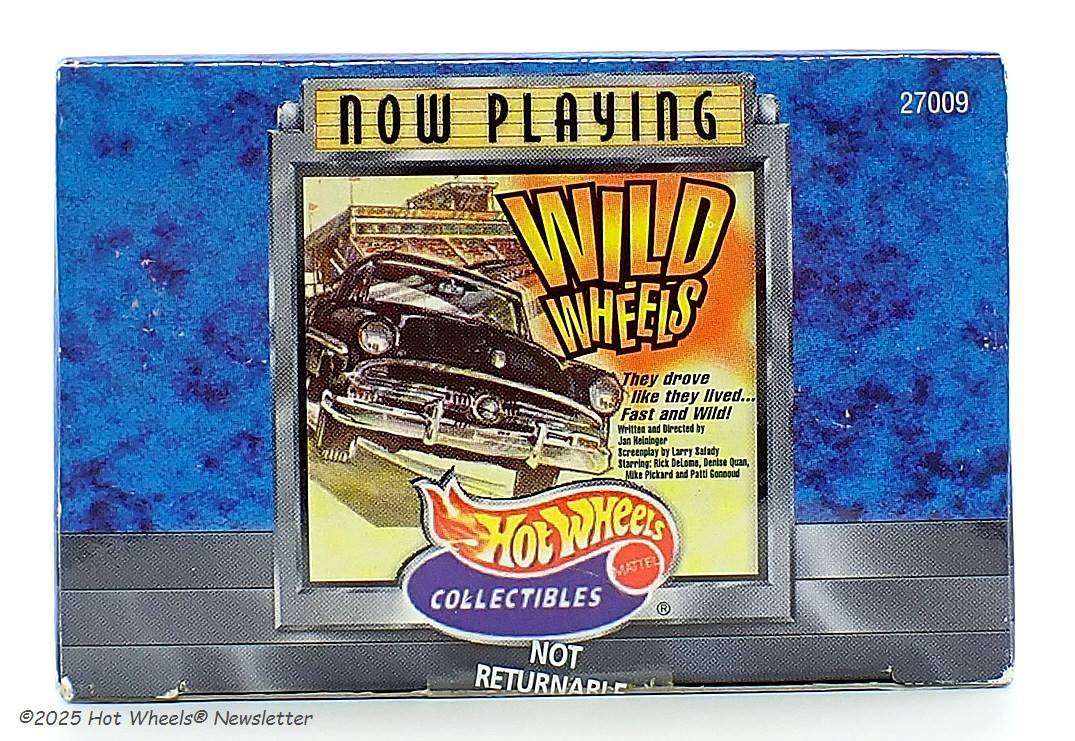 NOW PLAYING
27009
WILD
WHEELS
They drove
like they lived...
Fast and Wild!
Written and Directed by
Jan Heininger
Screenplay by Larry Salady
Starring: Rick DeLome, Denise Quan,
Mike Pickard and Patti Gonnoud
HOT WHEELS
MATTEL
COLLECTIBLES
®
NOT
RETURNABLE
©2025 Hot Wheels® Newsletter